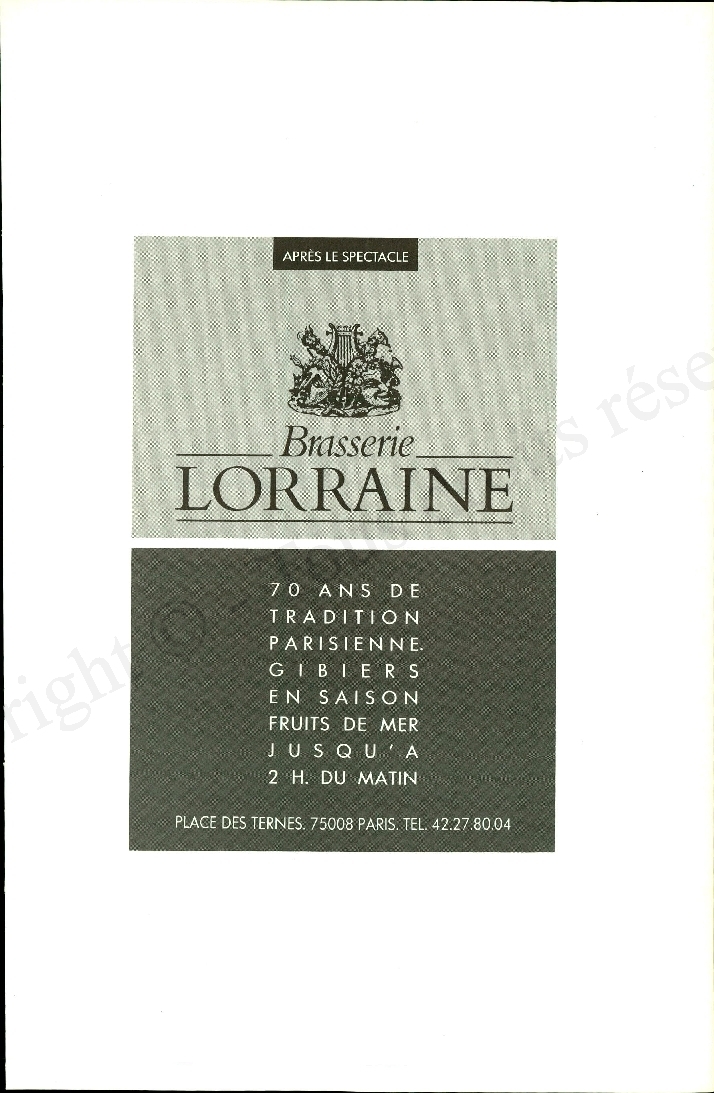 APRÈS LE SPECTACLE
Brasserie
LORRAINE
70 ANS DE
TRADITION
PARISIENNE.
GIBIERS
EN SAISON
FRUITS DE MER
JUSQU'A
2 H. DU MATIN
PLACE DES TERNES. 75008 PARIS. TEL. 42.27.80.04